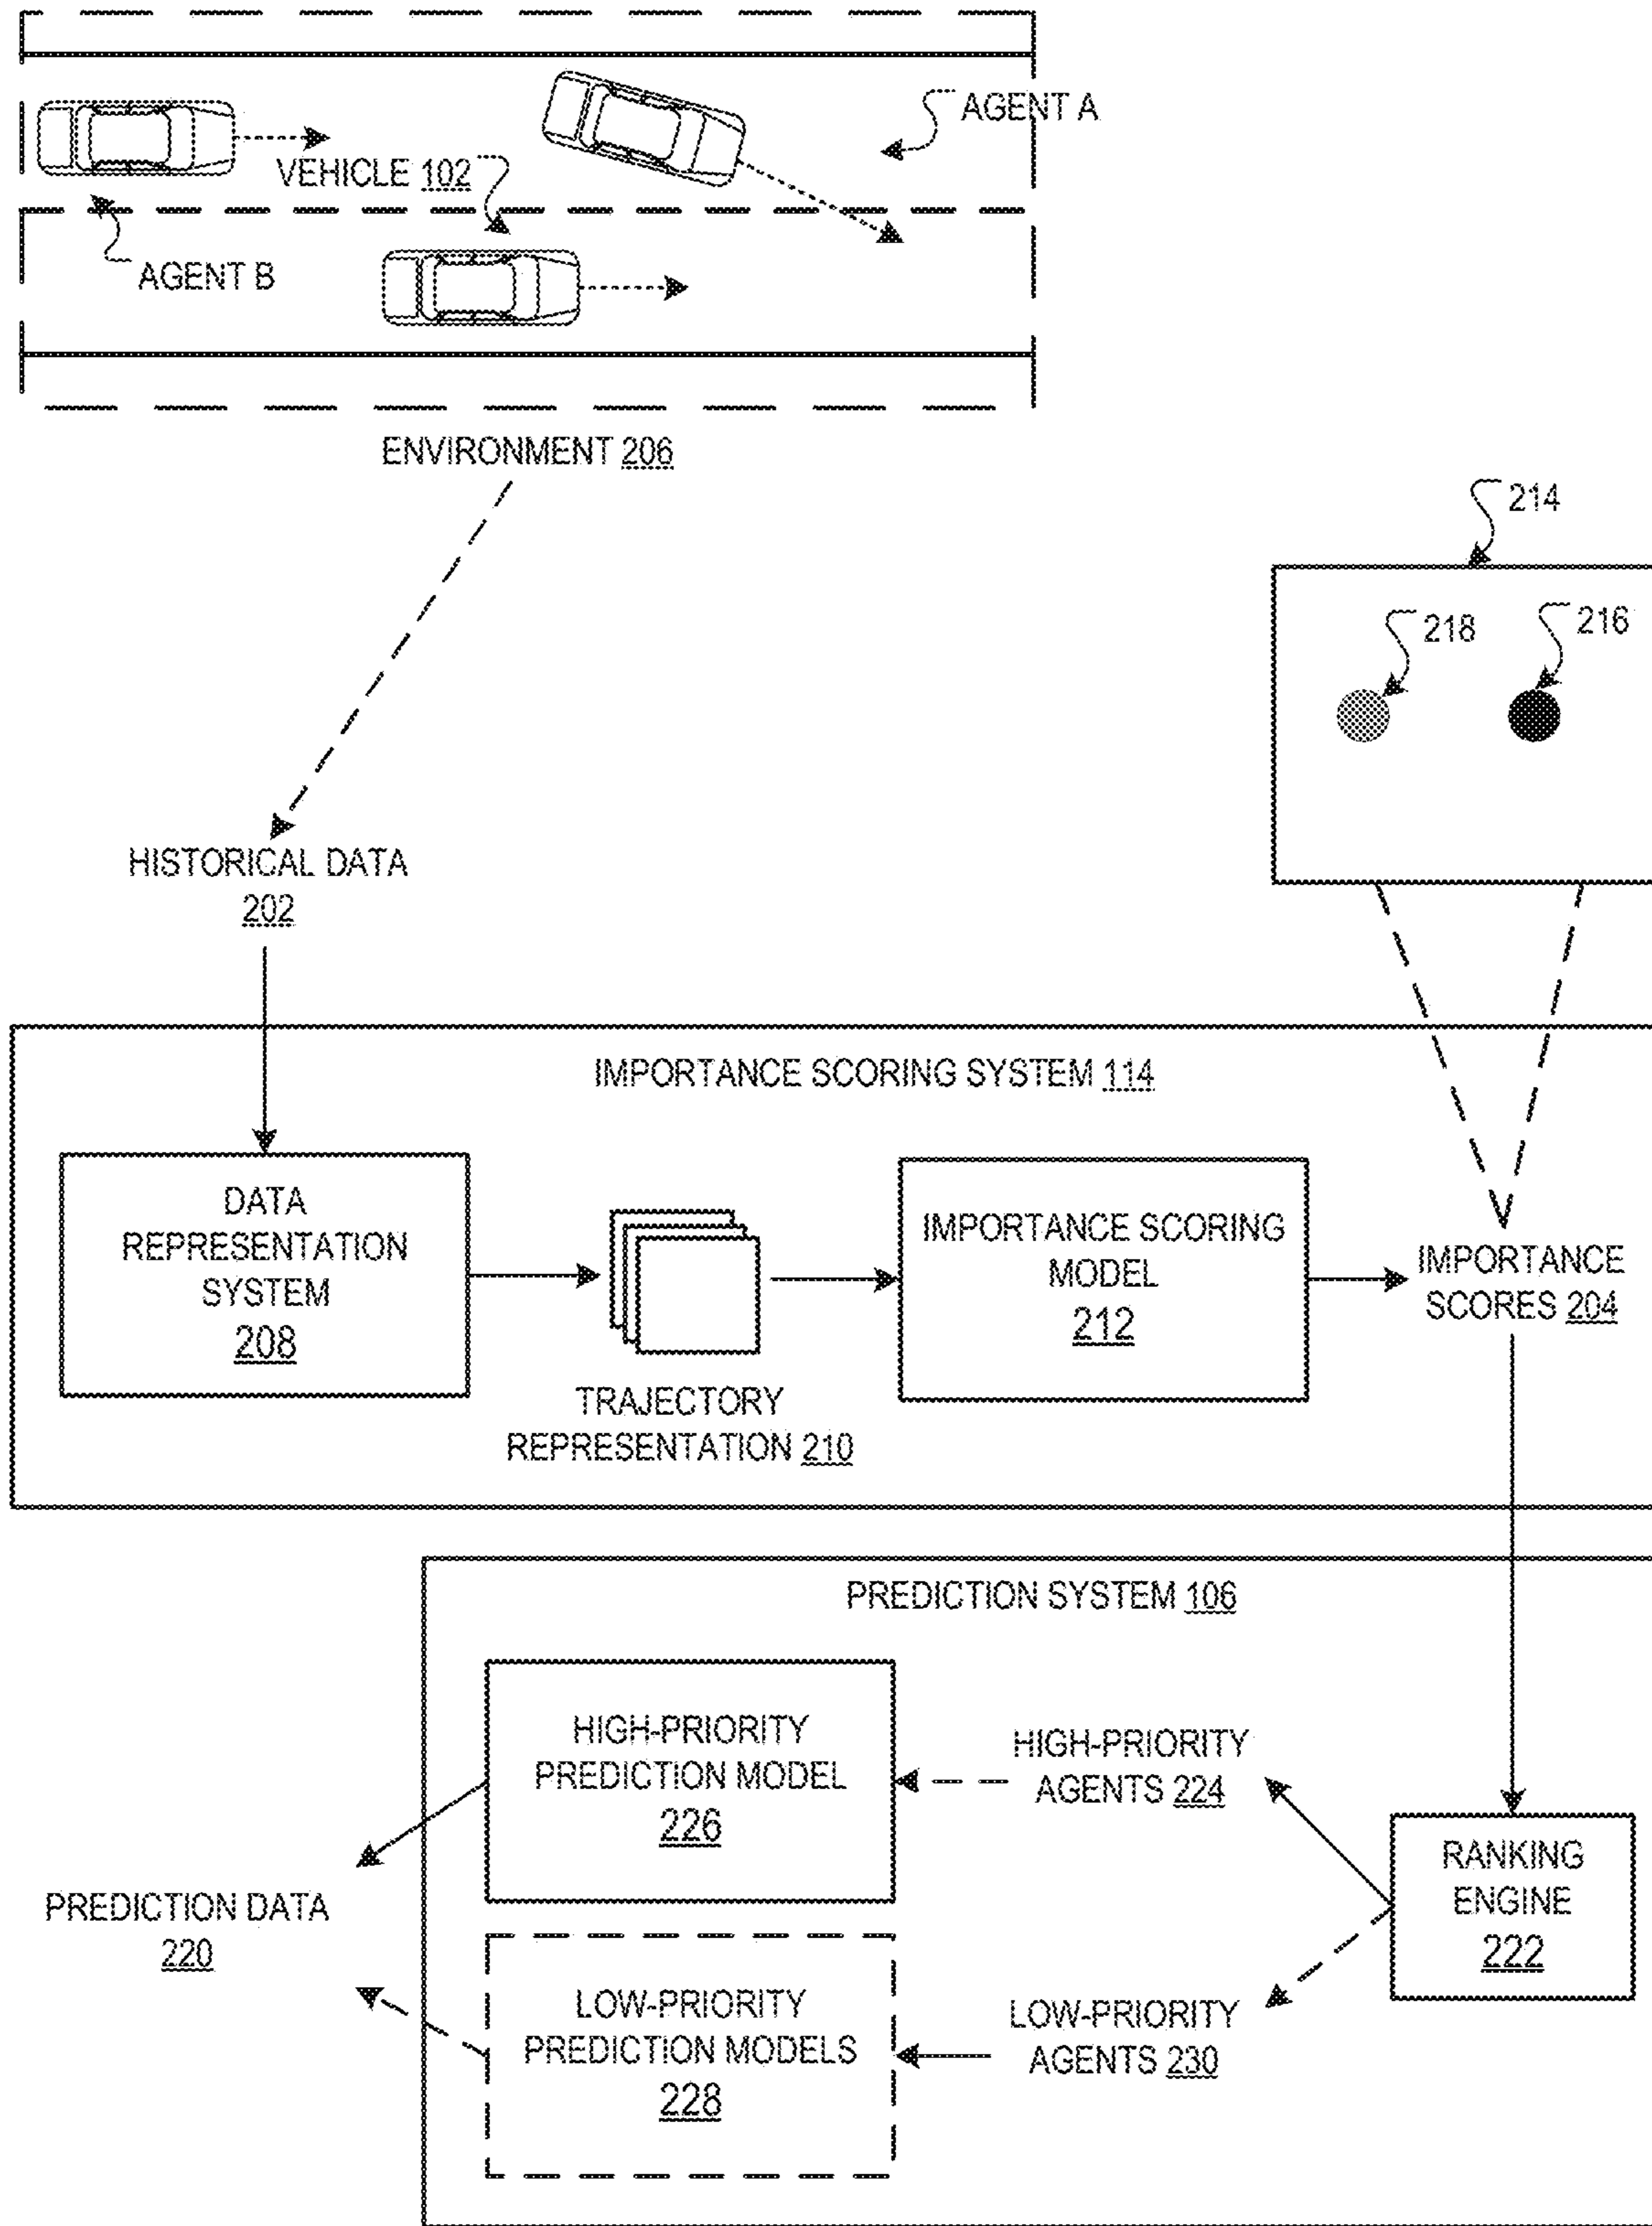 AGENT A
VEHICLE 102
AGENT B
ENVIRONMENT 206
214
218
216
HISTORICAL DATA
202
IMPORTANCE SCORING SYSTEM 114
DATA
REPRESENTATION
SYSTEM
208
TRAJECTORY
REPRESENTATION 210
IMPORTANCE SCORING
MODEL
212
IMPORTANCE
SCORES 204
PREDICTION SYSTEM 106
HIGH-PRIORITY
PREDICTION MODEL
226
HIGH-PRIORITY
AGENTS 224
RANKING
ENGINE
222
PREDICTION DATA
220
LOW-PRIORITY
PREDICTION MODELS
228
LOW-PRIORITY
AGENTS 230